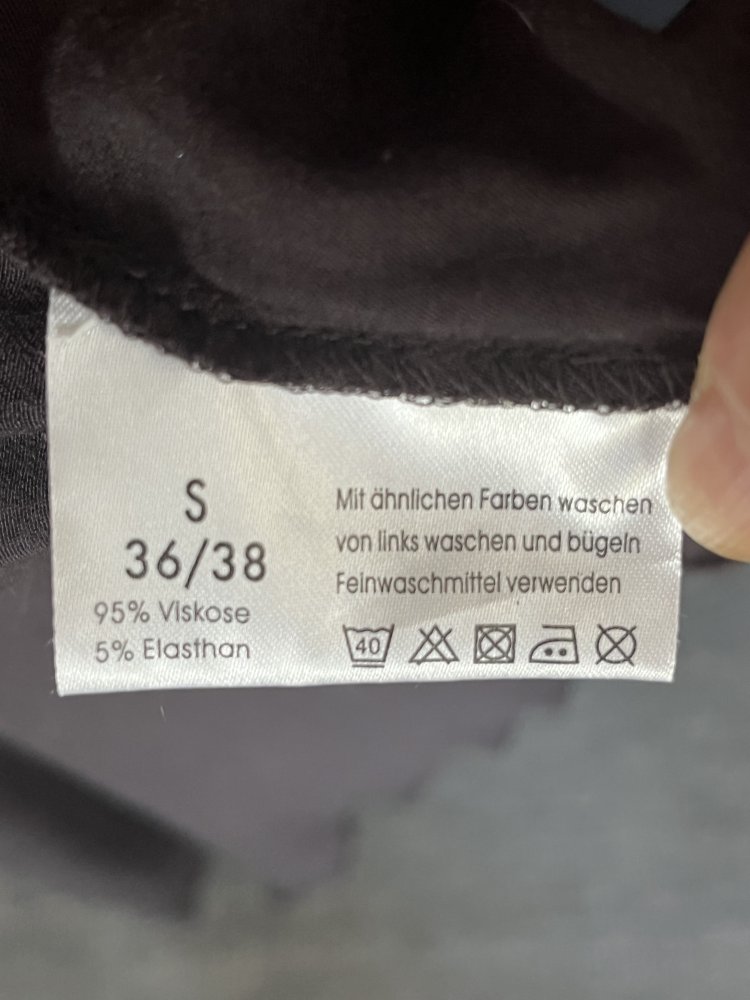 S
36/38
95% Viskose
5% Elasthan
Mit ähnlichen Farben waschen
von links waschen und bügeln
Feinwaschmittel verwenden
40